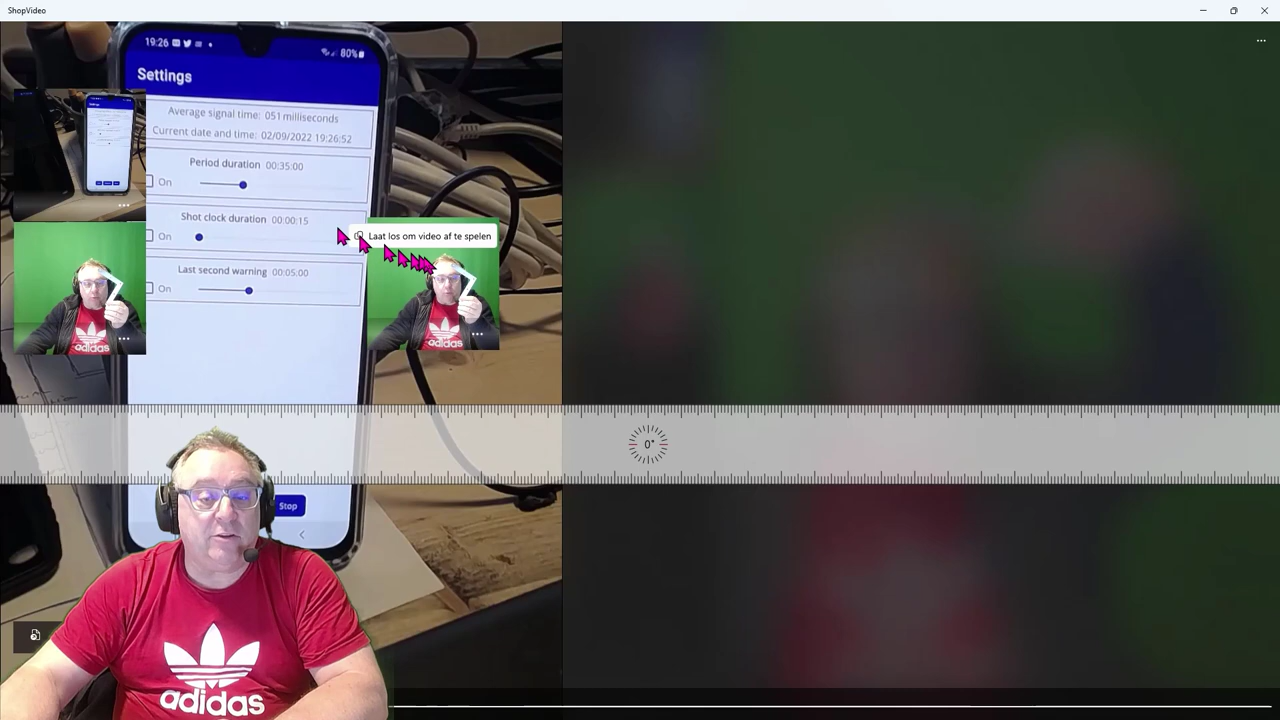 ShopVideo
19:26
80%
Settings
Average signal time: 051 milliseconds
Current date and time: 02/09/2022 19:26:52
Period duration 00:35:00
On
Shot clock duration 00:00:15
On
Laat los om video af te spelen
Last second warning 00:05:00
On
adidas
adidas
0°
Stop
adidas